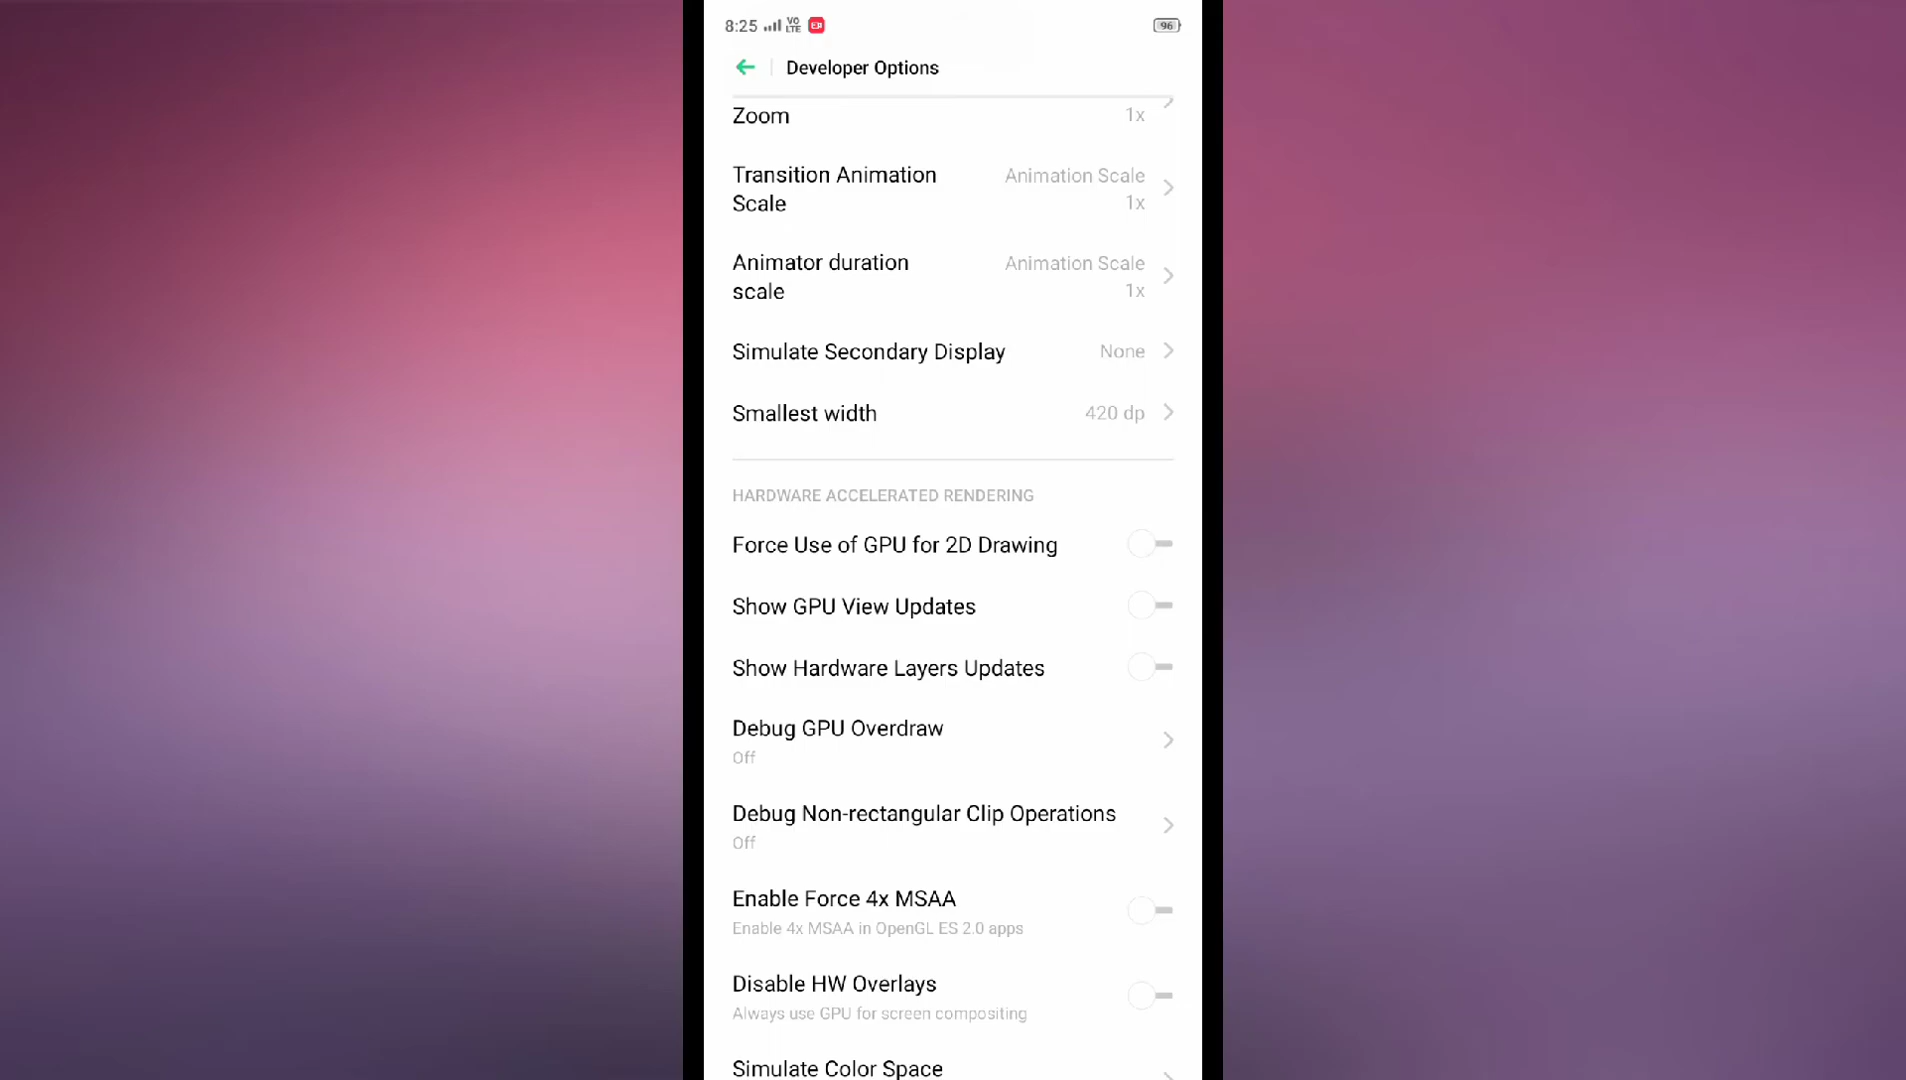 8:25 VO LTE 96
Developer Options
Zoom 1x
Transition Animation Animation Scale
Scale 1x
Animator duration Animation Scale
scale 1x
Simulate Secondary Display None
Smallest width 420 dp
HARDWARE ACCELERATED RENDERING
Force Use of GPU for 2D Drawing
Show GPU View Updates
Show Hardware Layers Updates
Debug GPU Overdraw
Off
Debug Non-rectangular Clip Operations
Off
Enable Force 4x MSAA
Enable 4x MSAA in OpenGL ES 2.0 apps
Disable HW Overlays
Always use GPU for screen compositing
Simulate Color Space